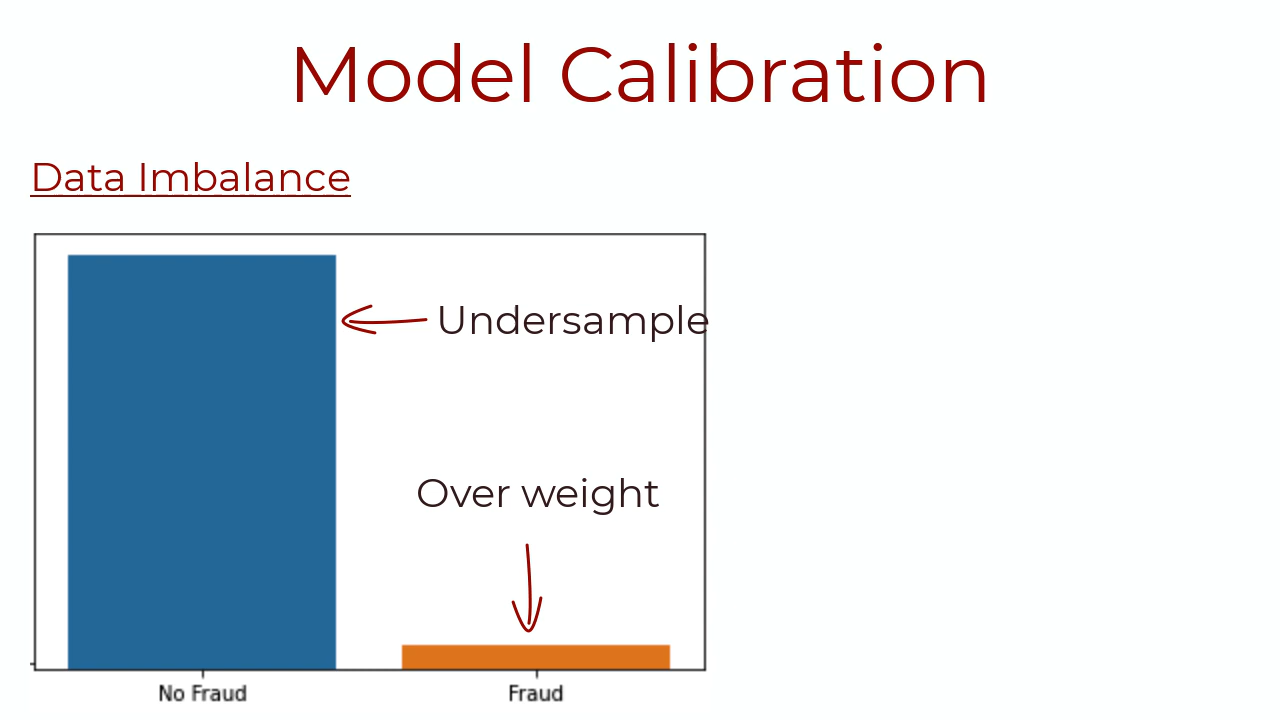 Model Calibration
Data Imbalance
Undersample
Over weight
No Fraud
Fraud